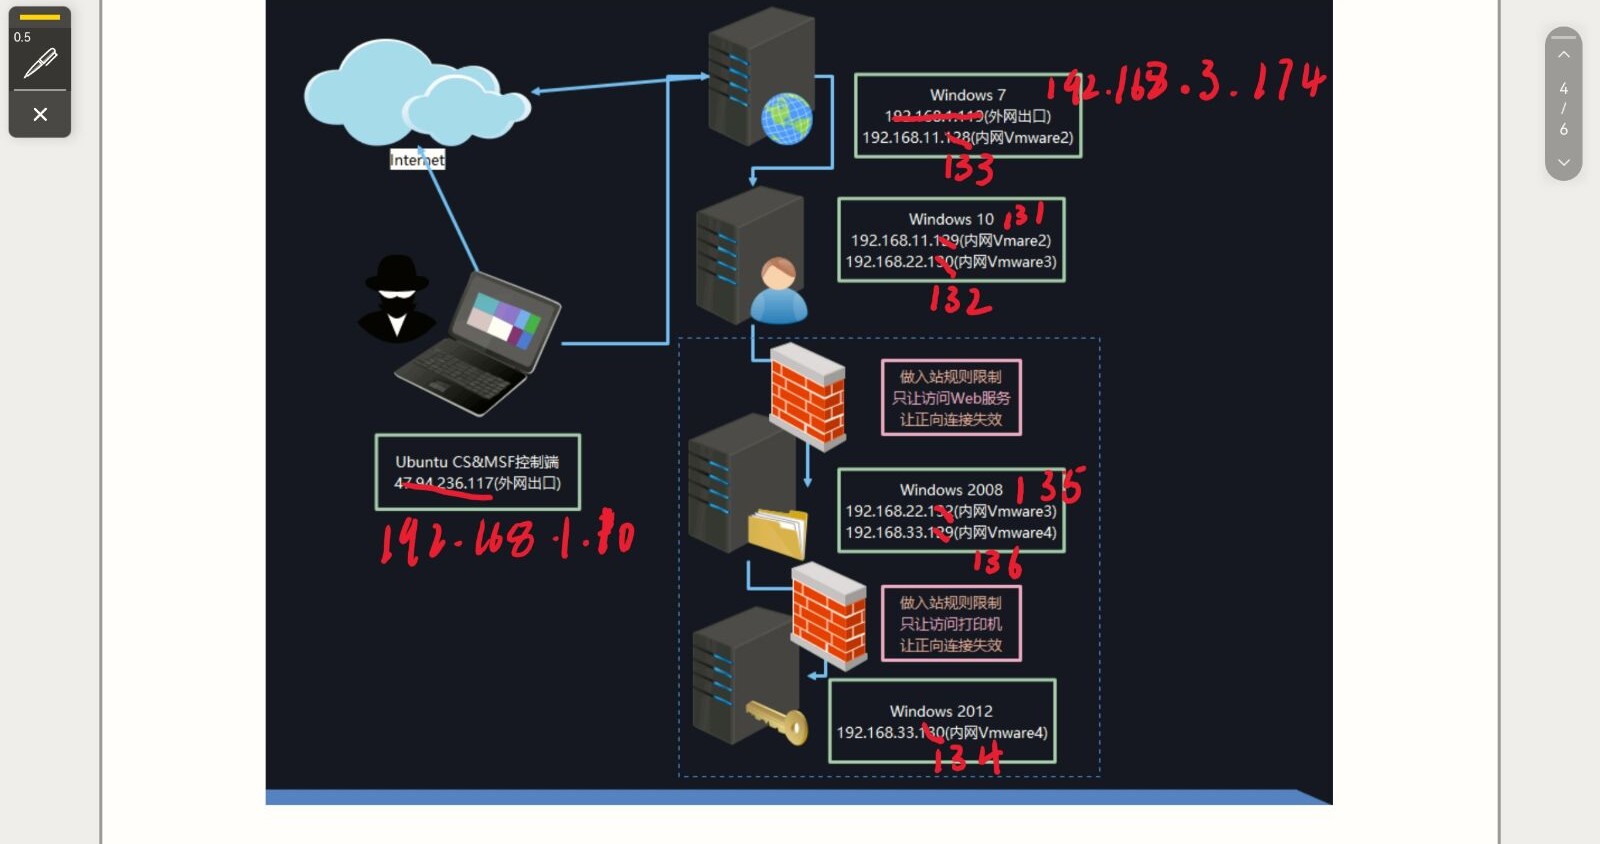 0.5
4
/
6
Internet
Windows 7
192.168.1.119(外网出口)
192.168.11.128(内网Vmware2)
192.168.3.174
133
Windows 10
131
192.168.11.129(内网Vmare2)
192.168.22.130(内网Vmware3)
132
做入站规则限制
只让访问Web服务
让正向连接失效
Ubuntu CS&MSF控制端
47.94.236.117(外网出口)
192.168.1.10
Windows 2008
135
192.168.22.132(内网Vmware3)
192.168.33.129(内网Vmware4)
136
做入站规则限制
只让访问打印机
让正向连接失效
Windows 2012
192.168.33.130(内网Vmware4)
134